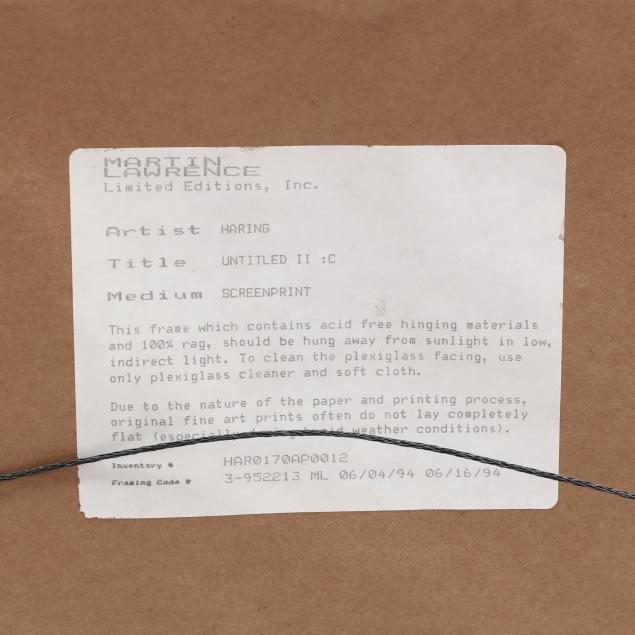 MARTIN
LAWRENCE
Limited Editions, Inc.
Artist HARING
Title UNTITLED II :C
Medium SCREENPRINT
This frame which contains acid free hinging materials
and 100% rag, should be hung away from sunlight in low,
indirect light. To clean the plexiglass facing, use
only plexiglass cleaner and soft cloth.
Due to the nature of the paper and printing process,
original fine art prints often do not lay completely
flat (especially during humid weather conditions).
Inventory # HAR0170AP0012
Framing Code # 3-952213 ML 06/04/94 06/16/94